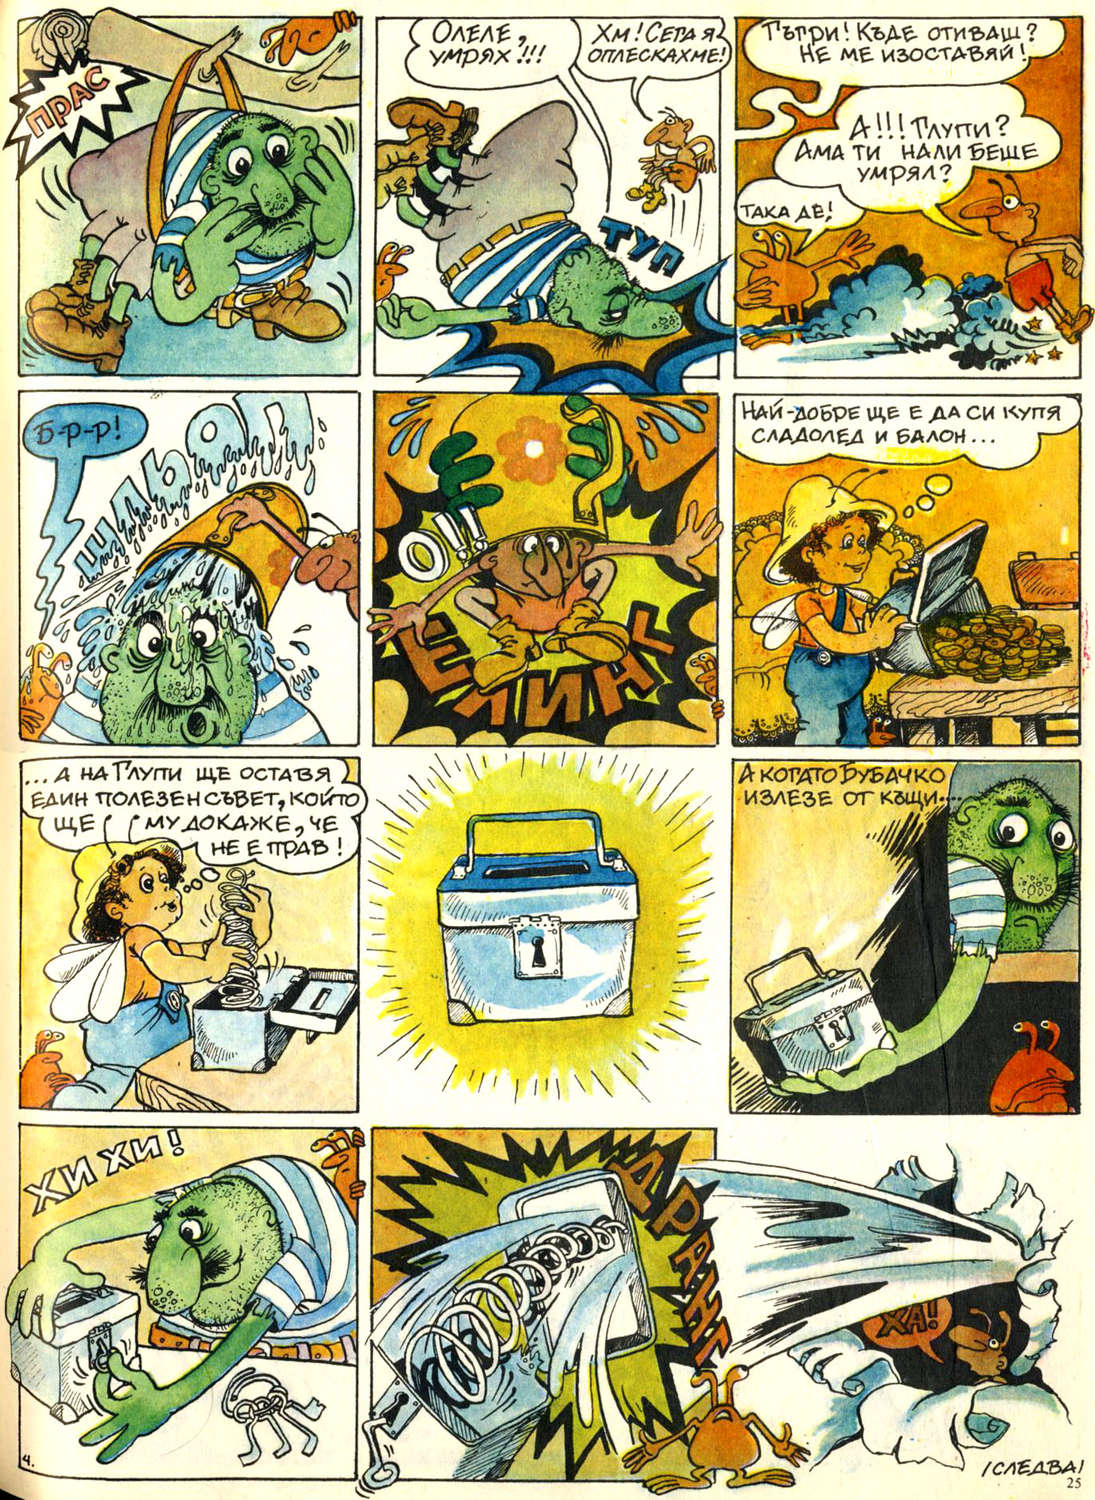 ПРАС
ОЛЕЛЕ,
УМРЯХ!!!
ХМ! СЕГА Я
ОПЛЕСКАХМЕ!
ТУП
ГЪГРИ! КЪДЕ ОТИВАШ?
НЕ МЕ ИЗОСТАВЯЙ!
А!!! ГЛУПИ?
АМА ТИ НАЛИ БЕШЕ
УМРЯЛ?
ТАКА ДЕ!
Б-Р-Р!
ШЛЬОП
О!!!
ЕЛИНГ
НАЙ-ДОБРЕ ЩЕ Е ДА СИ КУПЯ
СЛАДОЛЕД И БАЛОН...
...А НА ГЛУПИ ЩЕ ОСТАВЯ
ЕДИН ПОЛЕЗЕН СЪВЕТ, КОЙТО
ЩЕ МУ ДОКАЖЕ, ЧЕ
НЕ Е ПРАВ!
А КОГАТО БУБАЧКО
ИЗЛЕЗЕ ОТ КЪЩИ...
ХИ ХИ!
ДРАНГ
ХА!
4.
/СЛЕДВА/
25